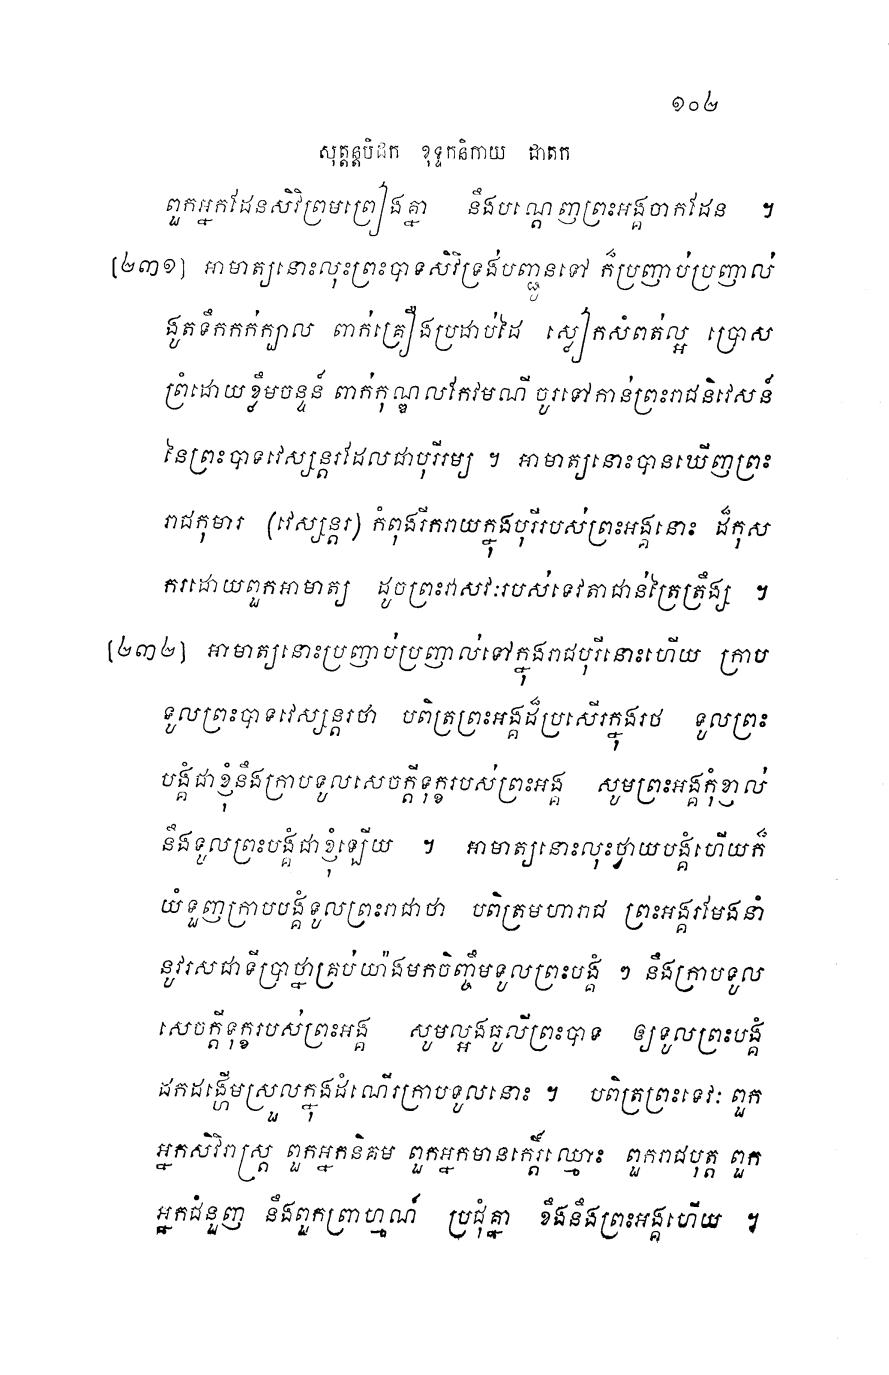 ១០២
សុត្តន្តបិដក ខុទ្ទកនិកាយ ជាតក
ពួកអ្នកដែនសិវិព្រមព្រៀងគ្នា នឹងបណ្តេញព្រះអង្គចាកដែន ។
[២៣១] អាមាត្យនោះលុះព្រះបាទសិវិទ្រង់បញ្ជូនទៅ ក៏ប្រញាប់ប្រញាល់
ងូតទឹកកក់ក្បាល ពាក់គ្រឿងប្រដាប់ដៃ ស្លៀកសំពត់ល្អ ប្រោស
ព្រំដោយខ្លឹមចន្ទន៍ ពាក់កុណ្ឌលកែវមណី ចូរទៅកាន់ព្រះរាជនិវេសន៍
នៃព្រះបាទវេស្សន្តរដែលជាបុរីរម្យ ។ អាមាត្យនោះបានឃើញព្រះ
រាជកុមារ (វេស្សន្តរ) កំពុងរីករាយក្នុងបុរីរបស់ព្រះអង្គនោះ ដ៏កុស
ករដោយពួកអាមាត្យ ដូចព្រះវាសវៈរបស់ទេវតាជាន់ត្រៃត្រឹង្ស ។
[២៣២] អាមាត្យនោះប្រញាប់ប្រញាល់ទៅក្នុងរាជបុរីនោះហើយ ក្រាប
ទូលព្រះបាទវេស្សន្តរថា បពិត្រព្រះអង្គដ៏ប្រសើរក្នុងរថ ទូលព្រះ
បង្គំជាខ្ញុំនឹងក្រាបទូលសេចក្តីទុក្ខរបស់ព្រះអង្គ សូមព្រះអង្គកុំខ្ញាល់
នឹងទូលព្រះបង្គំជាខ្ញុំឡើយ ។ អាមាត្យនោះលុះថ្វាយបង្គំហើយក៏
យំទួញក្រាបបង្គំទូលព្រះរាជាថា បពិត្រមហារាជ ព្រះអង្គរមែងនាំ
នូវរសជាទីប្រាថ្នាគ្រប់យ៉ាងមកចិញ្ចឹមទូលព្រះបង្គំ ៗ នឹងក្រាបទូល
សេចក្តីទុក្ខរបស់ព្រះអង្គ សូមល្អងធូលីព្រះបាទ ឲ្យទូលព្រះបង្គំ
ដកដង្ហើមស្រួលក្នុងដំណើរក្រាបទូលនោះ ។ បពិត្រព្រះទេវៈ ពួក
អ្នកសិវិរាស្ត្រ ពួកអ្នកនិគម ពួកអ្នកមានកេរ្តិ៍ឈ្មោះ ពួករាជបុត្ត ពួក
អ្នកជំនួញ នឹងពួកព្រាហ្មណ៍ ប្រជុំគ្នា ខឹងនឹងព្រះអង្គហើយ ។